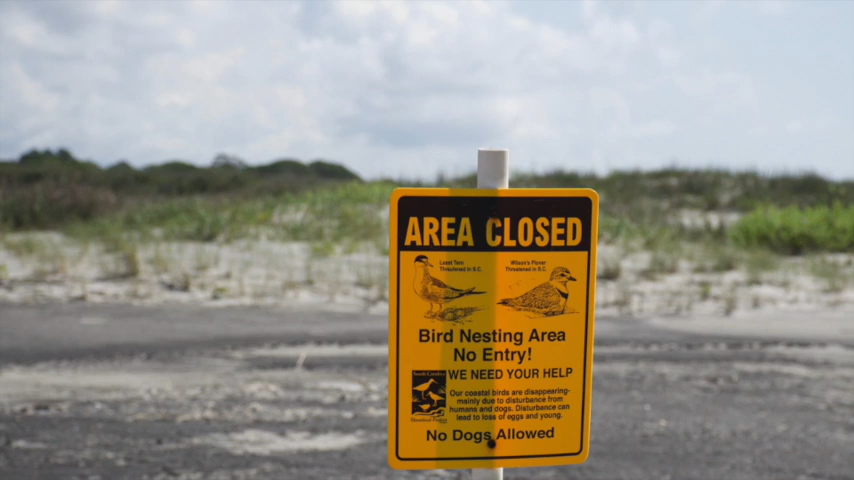 AREA CLOSED
Least Tern
Threatened in S.C.
Wilson's Plover
Threatened in S.C.
Bird Nesting Area
No Entry!
WE NEED YOUR HELP
South Carolina
Our coastal birds are disappearing-
mainly due to disturbance from
humans and dogs. Disturbance can
lead to loss of eggs and young.
No Dogs Allowed